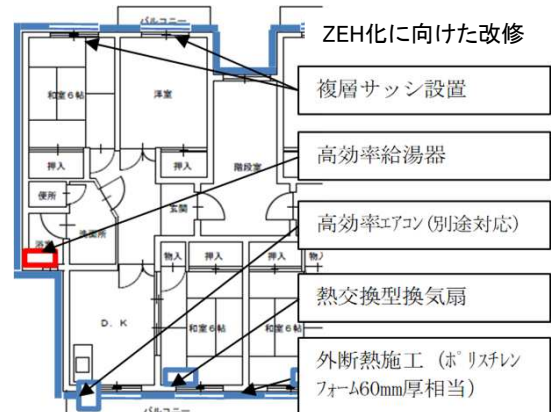 バルコニー
ZEH化に向けた改修
複層サッシ設置
和室6帖
洋室
高効率給湯器
押入
押入
階段室
便所
玄関
高効率エアコン(別途対応)
浴室
洗面所
物入
押入
押入
物入
熱交換型換気扇
D.K
和室6帖
和室6帖
外断熱施工(ポリスチレン
フォーム60mm厚相当)
バルコニー